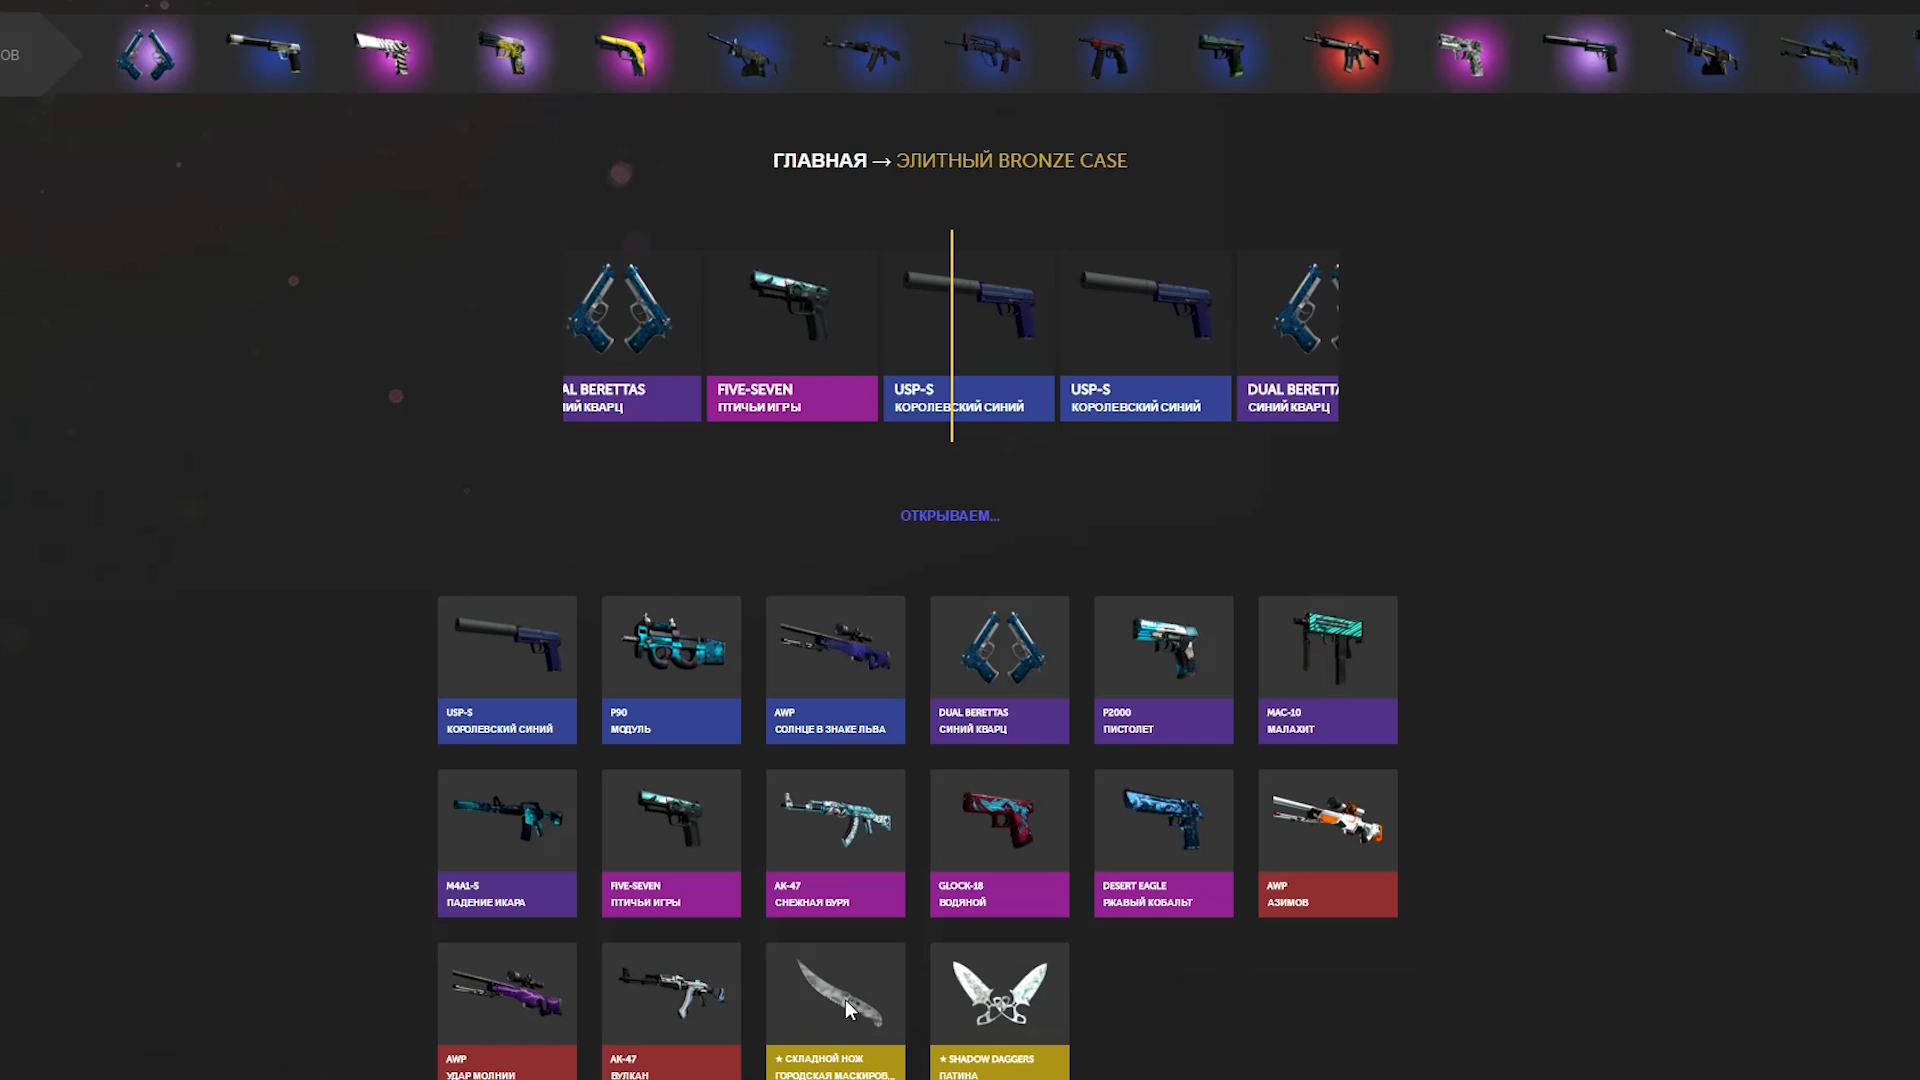 ОВ
ГЛАВНАЯ → ЭЛИТНЫЙ BRONZE CASE
AL BERETTAS
ИЙ КВАРЦ
FIVE-SEVEN
ПТИЧЬИ ИГРЫ
USP-S
КОРОЛЕВСКИЙ СИНИЙ
USP-S
КОРОЛЕВСКИЙ СИНИЙ
DUAL BERETTA
СИНИЙ КВАРЦ
ОТКРЫВАЕМ...
USP-S
КОРОЛЕВСКИЙ СИНИЙ
P90
МОДУЛЬ
AWP
СОЛНЦЕ В ЗНАКЕ ЛЬВА
DUAL BERETTAS
СИНИЙ КВАРЦ
P2000
ПИСТОЛЕТ
MAC-10
МАЛАХИТ
M4A1-S
ПАДЕНИЕ ИКАРА
FIVE-SEVEN
ПТИЧЬИ ИГРЫ
AK-47
СНЕЖНАЯ БУРЯ
GLOCK-18
ВОДЯНОЙ
DESERT EAGLE
РЖАВЫЙ КОБАЛЬТ
AWP
АЗИМОВ
AWP
УДАР МОЛНИИ
AK-47
ВУЛКАН
★ СКЛАДНОЙ НОЖ
ГОРОДСКАЯ МАСКИРОВ...
★ SHADOW DAGGERS
ПАТИНА